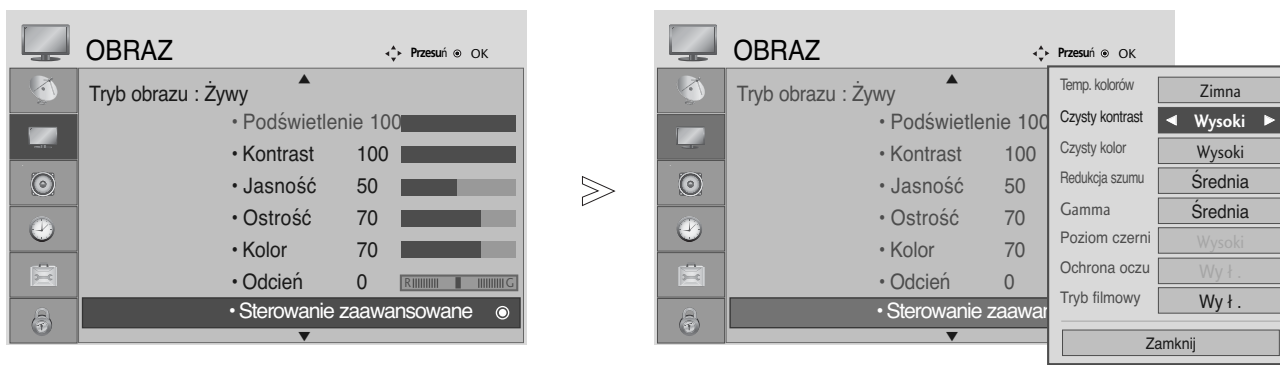 OBRAZ
Przesuń OK
Tryb obrazu : Żywy
• Podświetlenie 100
• Kontrast 100
• Jasność 50
• Ostrość 70
• Kolor 70
• Odcień 0 R G
• Sterowanie zaawansowane
OBRAZ
Przesuń OK
Tryb obrazu : Żywy
• Podświetlenie 100
• Kontrast 100
• Jasność 50
• Ostrość 70
• Kolor 70
• Odcień 0
• Sterowanie zaawan
Temp. kolorów Zimna
Czysty kontrast Wysoki
Czysty kolor Wysoki
Redukcja szumu Średnia
Gamma Średnia
Poziom czerni Wysoki
Ochrona oczu Wy ł .
Tryb filmowy Wy ł .
Zamknij